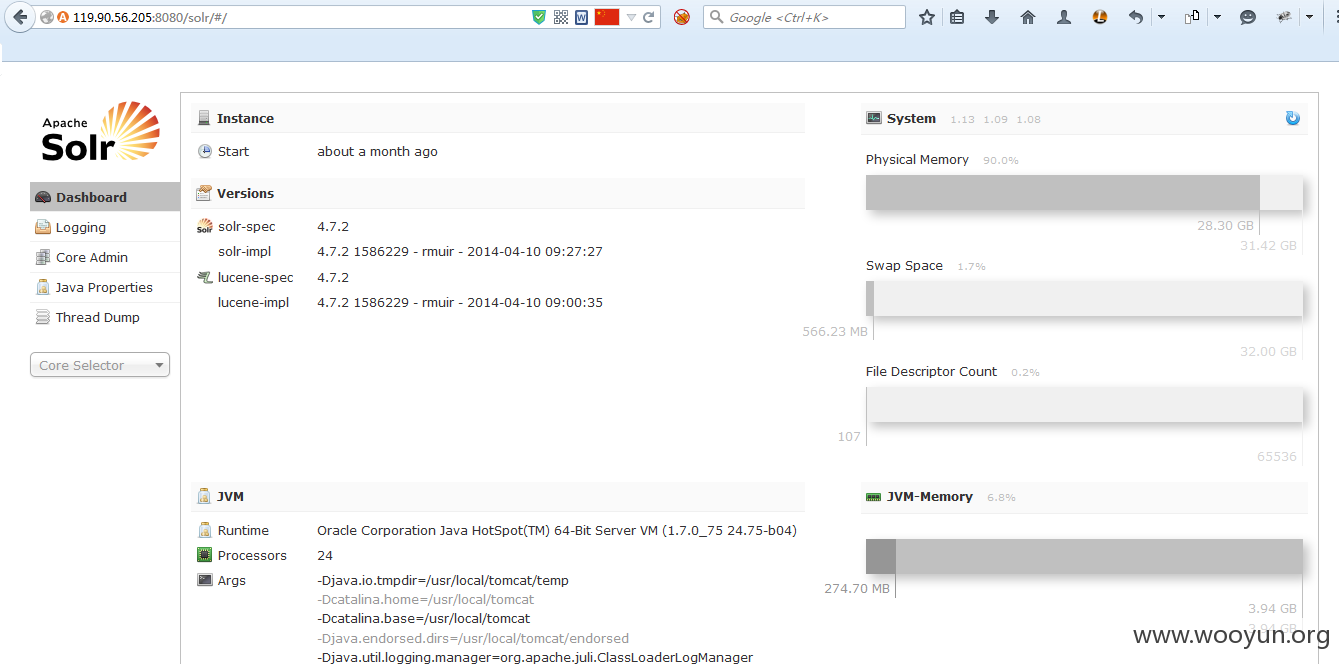 119.90.56.205:8080/solr/#/
Google <Ctrl+K>
Apache
Solr
Dashboard
Logging
Core Admin
Java Properties
Thread Dump
Core Selector
Instance
Start about a month ago
Versions
solr-spec 4.7.2
solr-impl 4.7.2 1586229 - rmuir - 2014-04-10 09:27:27
lucene-spec 4.7.2
lucene-impl 4.7.2 1586229 - rmuir - 2014-04-10 09:00:35
System 1.13 1.09 1.08
Physical Memory 90.0%
28.30 GB
31.42 GB
Swap Space 1.7%
566.23 MB
32.00 GB
File Descriptor Count 0.2%
107
65536
JVM
Runtime Oracle Corporation Java HotSpot(TM) 64-Bit Server VM (1.7.0_75 24.75-b04)
Processors 24
Args -Djava.io.tmpdir=/usr/local/tomcat/temp
-Dcatalina.home=/usr/local/tomcat
-Dcatalina.base=/usr/local/tomcat
-Djava.endorsed.dirs=/usr/local/tomcat/endorsed
-Djava.util.logging.manager=org.apache.juli.ClassLoaderLogManager
JVM-Memory 6.8%
274.70 MB
3.94 GB
3.94 GB
www.wooyun.org